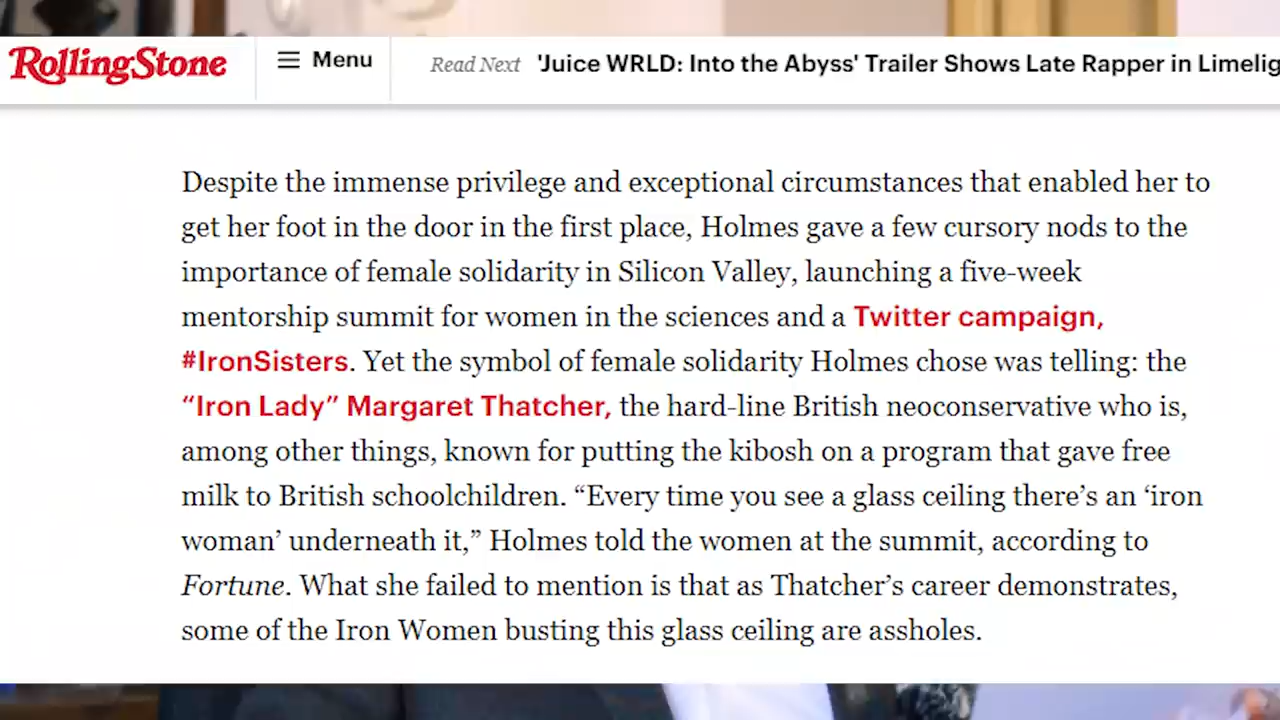 RollingStone
Menu
Read Next 'Juice WRLD: Into the Abyss' Trailer Shows Late Rapper in Limelig
Despite the immense privilege and exceptional circumstances that enabled her to
get her foot in the door in the first place, Holmes gave a few cursory nods to the
importance of female solidarity in Silicon Valley, launching a five-week
mentorship summit for women in the sciences and a Twitter campaign,
#IronSisters. Yet the symbol of female solidarity Holmes chose was telling: the
“Iron Lady” Margaret Thatcher, the hard-line British neoconservative who is,
among other things, known for putting the kibosh on a program that gave free
milk to British schoolchildren. “Every time you see a glass ceiling there’s an ‘iron
woman’ underneath it,” Holmes told the women at the summit, according to
Fortune. What she failed to mention is that as Thatcher’s career demonstrates,
some of the Iron Women busting this glass ceiling are assholes.